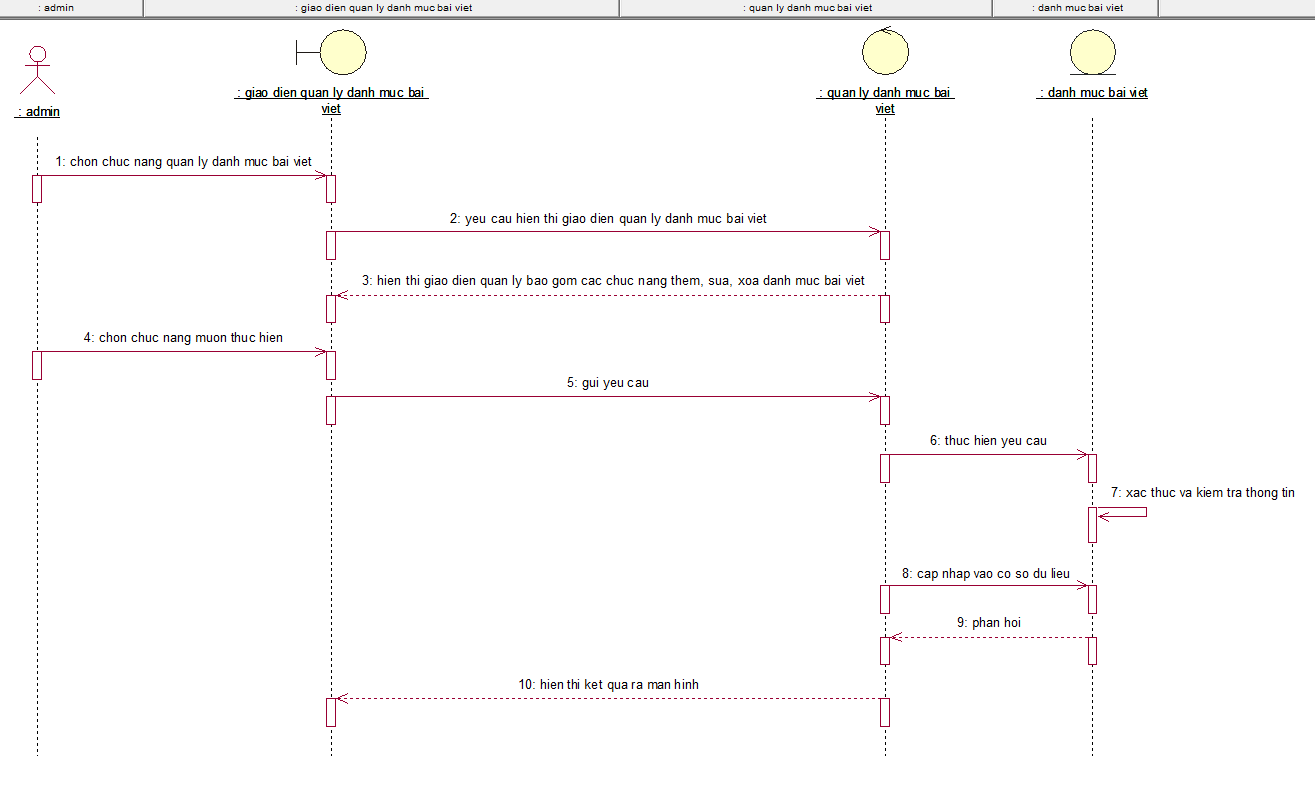 : admin
: giao dien quan ly danh muc bai viet
: quan ly danh muc bai viet
: danh muc bai viet
: admin
: giao dien quan ly danh muc bai
viet
: quan ly danh muc bai
viet
: danh muc bai viet
1: chon chuc nang quan ly danh muc bai viet
2: yeu cau hien thi giao dien quan ly danh muc bai viet
3: hien thi giao dien quan ly bao gom cac chuc nang them, sua, xoa danh muc bai viet
4: chon chuc nang muon thuc hien
5: gui yeu cau
6: thuc hien yeu cau
7: xac thuc va kiem tra thong tin
8: cap nhap vao co so du lieu
9: phan hoi
10: hien thi ket qua ra man hinh